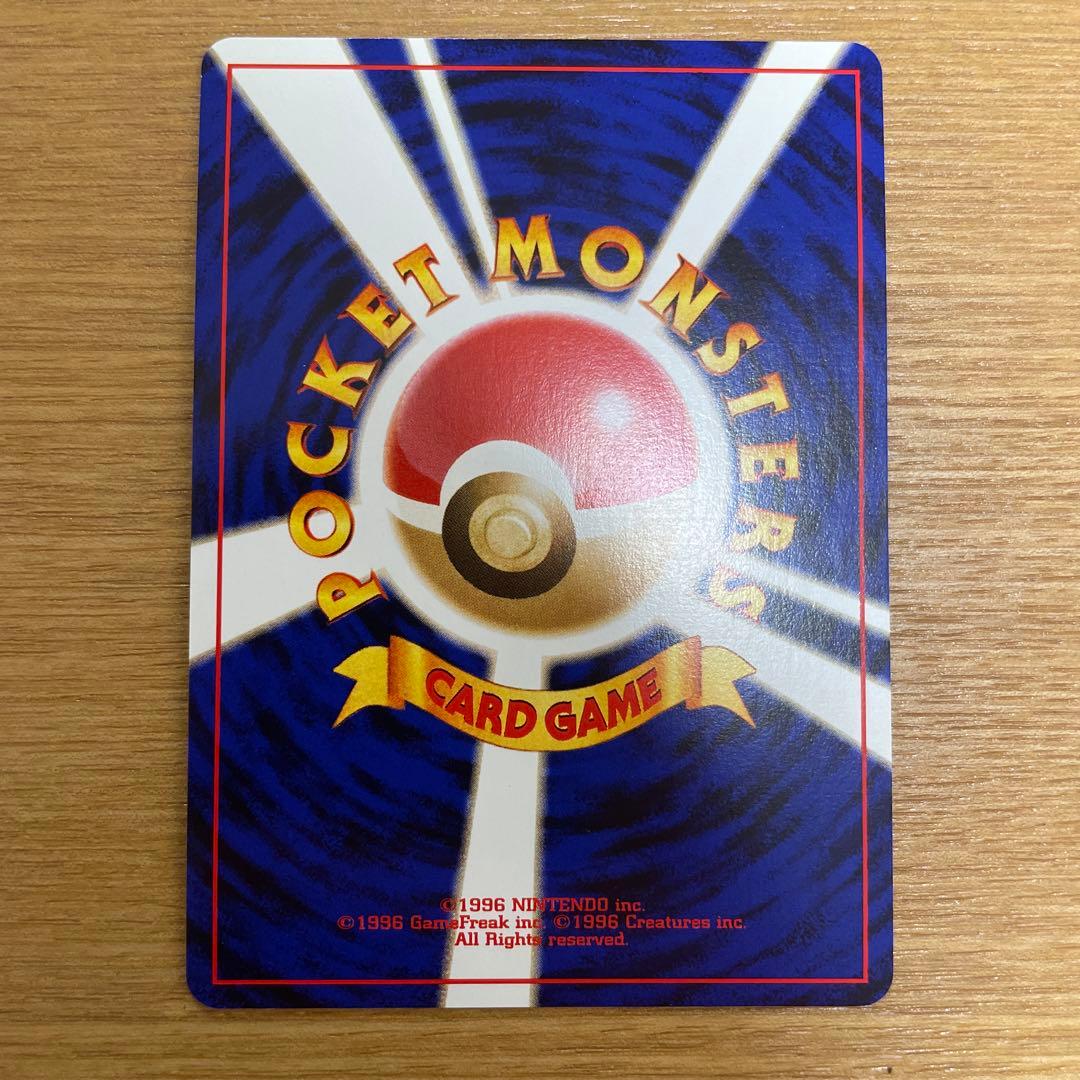 POCKET MONSTERS
CARD GAME
©1996 NINTENDO inc.
©1996 GameFreak inc. ©1996 Creatures inc.
All Rights reserved.